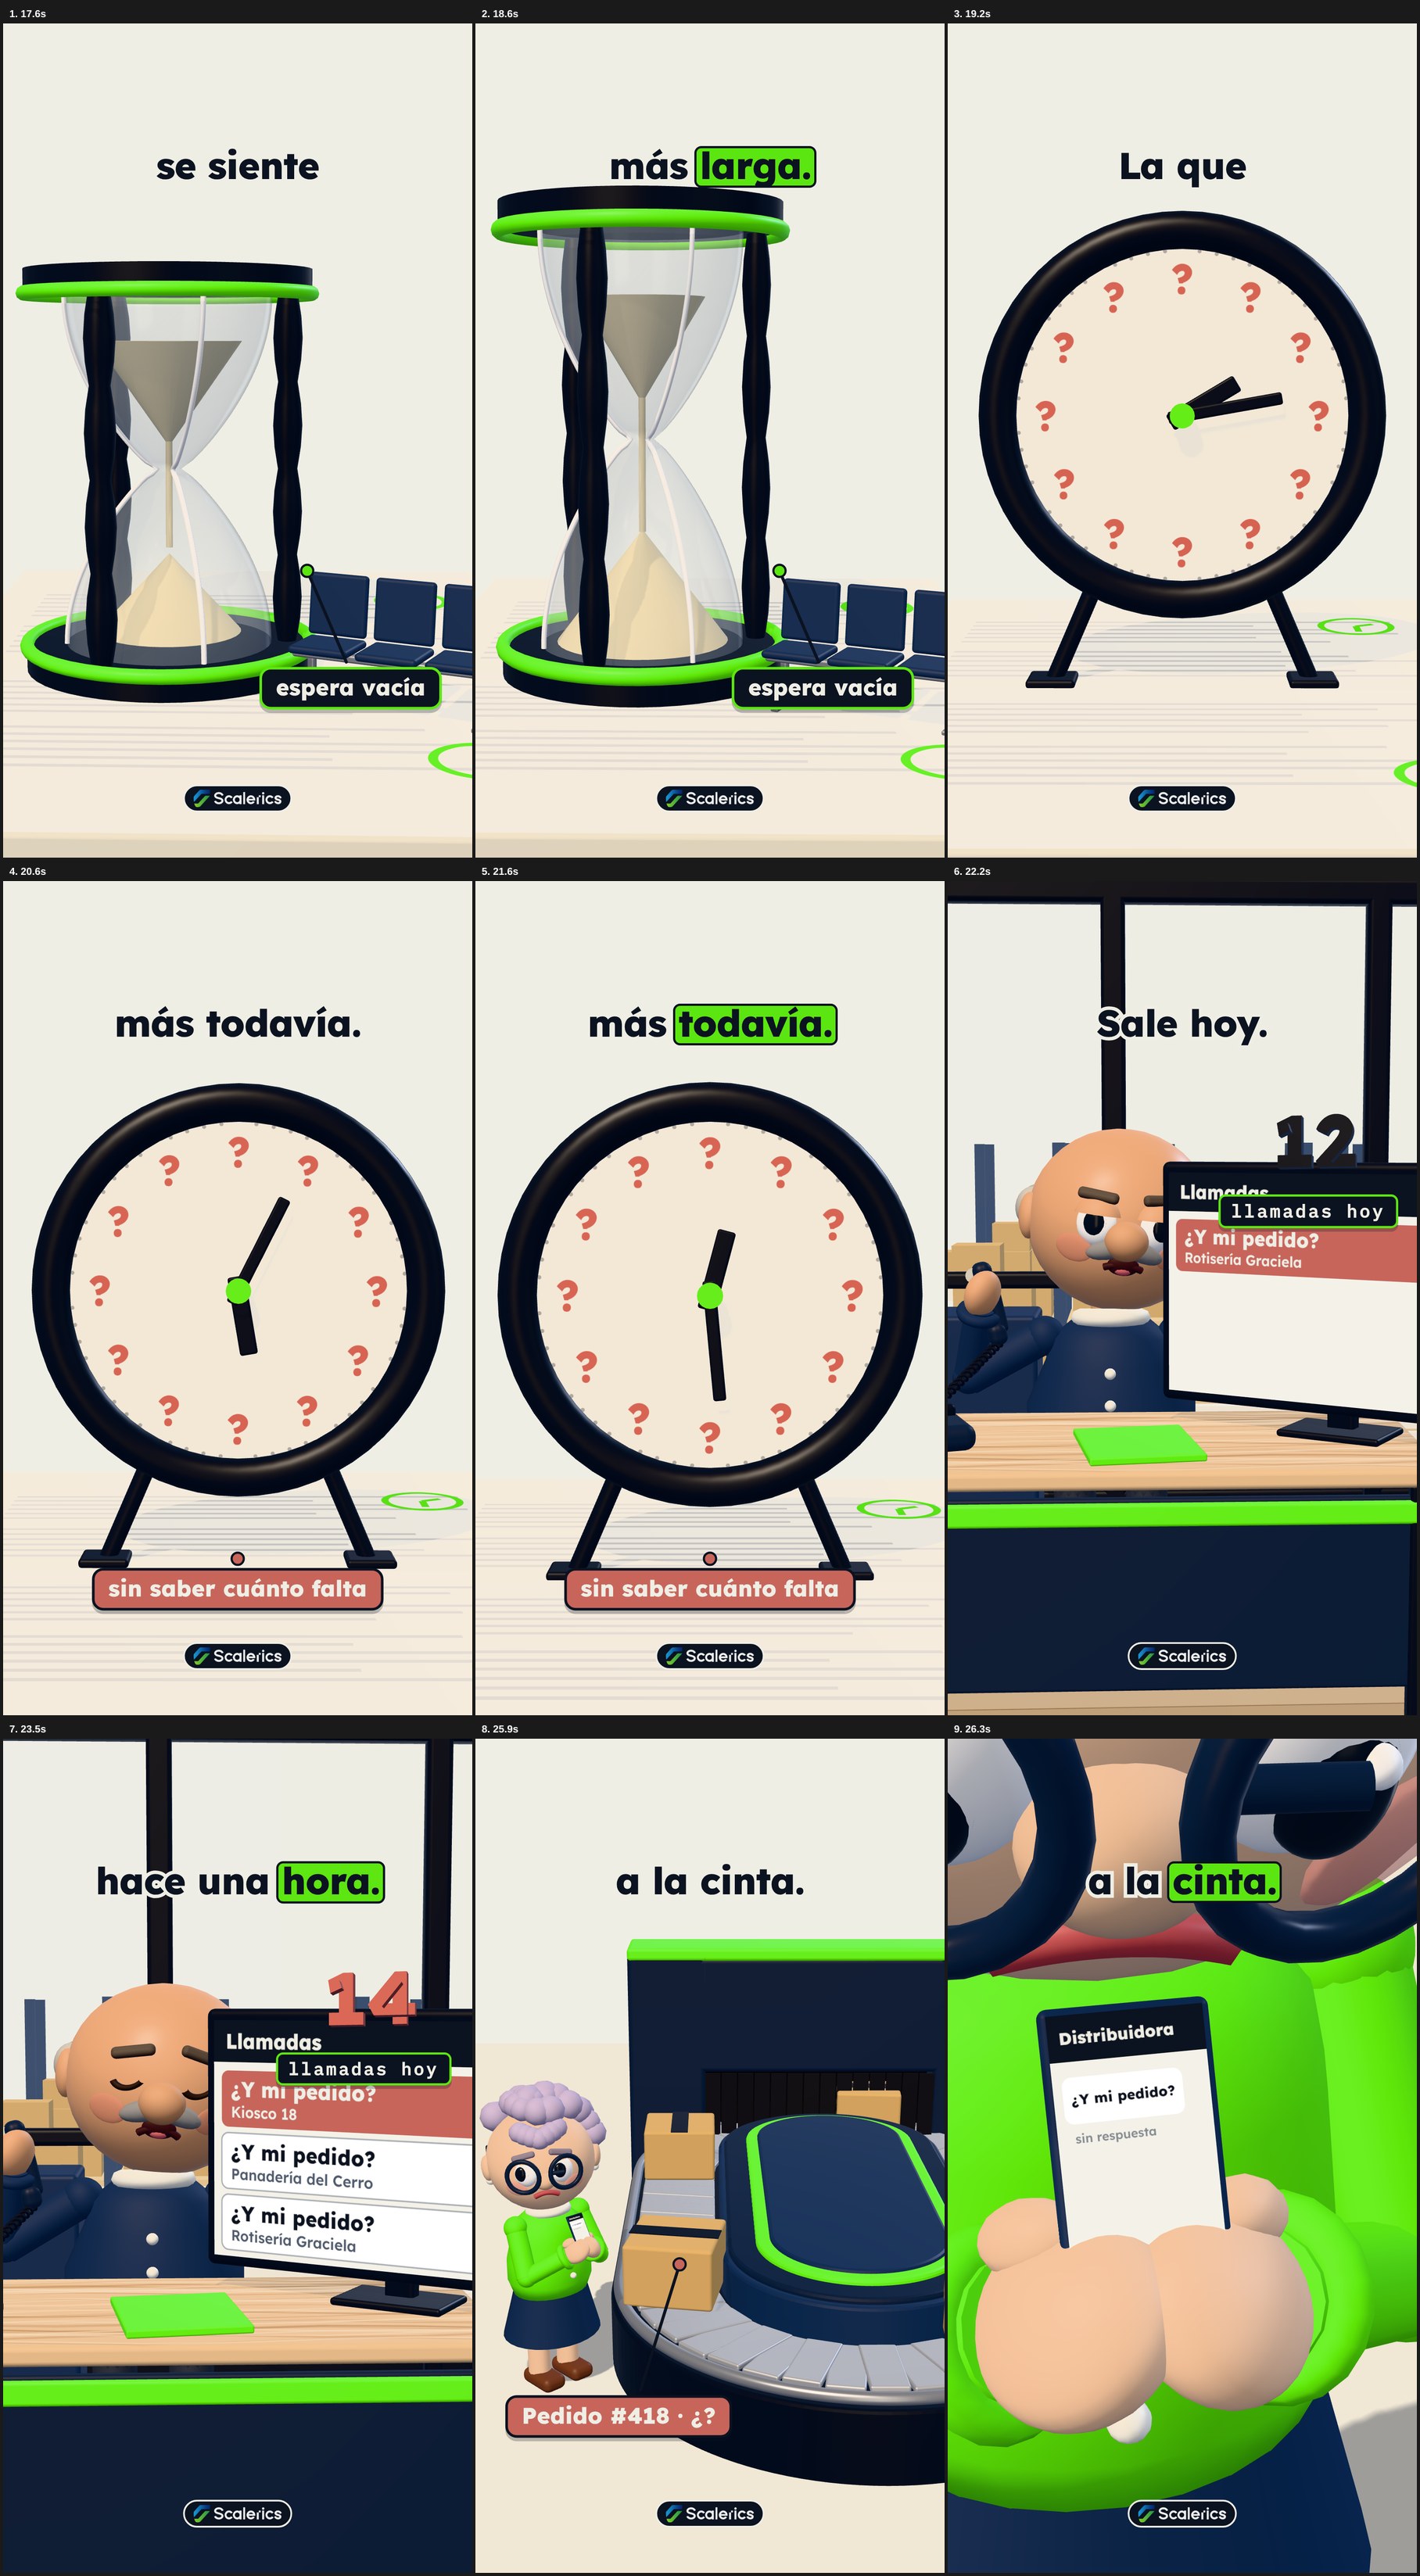 1. 17.6s
se siente
espera vacía
Scalerics
2. 18.6s
más larga.
espera vacía
Scalerics
3. 19.2s
La que
? ? ? ? ? ? ? ? ? ? ? ?
Scalerics
4. 20.6s
más todavía.
? ? ? ? ? ? ? ? ? ? ? ?
sin saber cuánto falta
Scalerics
5. 21.6s
más todavía.
? ? ? ? ? ? ? ? ? ? ? ?
sin saber cuánto falta
Scalerics
6. 22.2s
Sale hoy.
12
Llamadas
llamadas hoy
¿Y mi pedido?
Rotisería Graciela
Scalerics
7. 23.5s
hace una hora.
14
Llamadas
llamadas hoy
¿Y mi pedido?
Kiosco 18
¿Y mi pedido?
Panadería del Cerro
¿Y mi pedido?
Rotisería Graciela
Scalerics
8. 25.9s
a la cinta.
Pedido #418 · ¿?
Scalerics
9. 26.3s
a la cinta.
Distribuidora
¿Y mi pedido?
sin respuesta
Scalerics